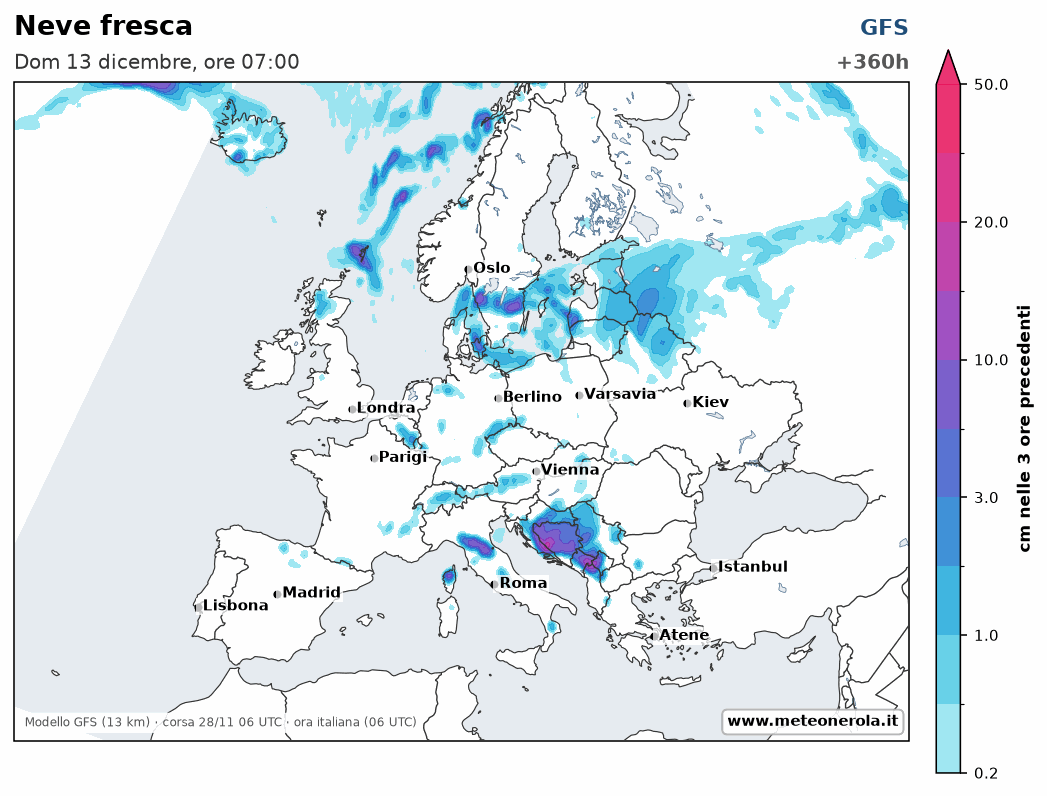 Neve fresca
GFS
Dom 13 dicembre, ore 07:00
+360h
50.0
20.0
10.0
3.0
1.0
0.2
cm nelle 3 ore precedenti
Oslo
Berlino
Varsavia
Kiev
Londra
Parigi
Vienna
Istanbul
Roma
Madrid
Lisbona
Atene
Modello GFS (13 km) · corsa 28/11 06 UTC · ora italiana (06 UTC)
www.meteonerola.it